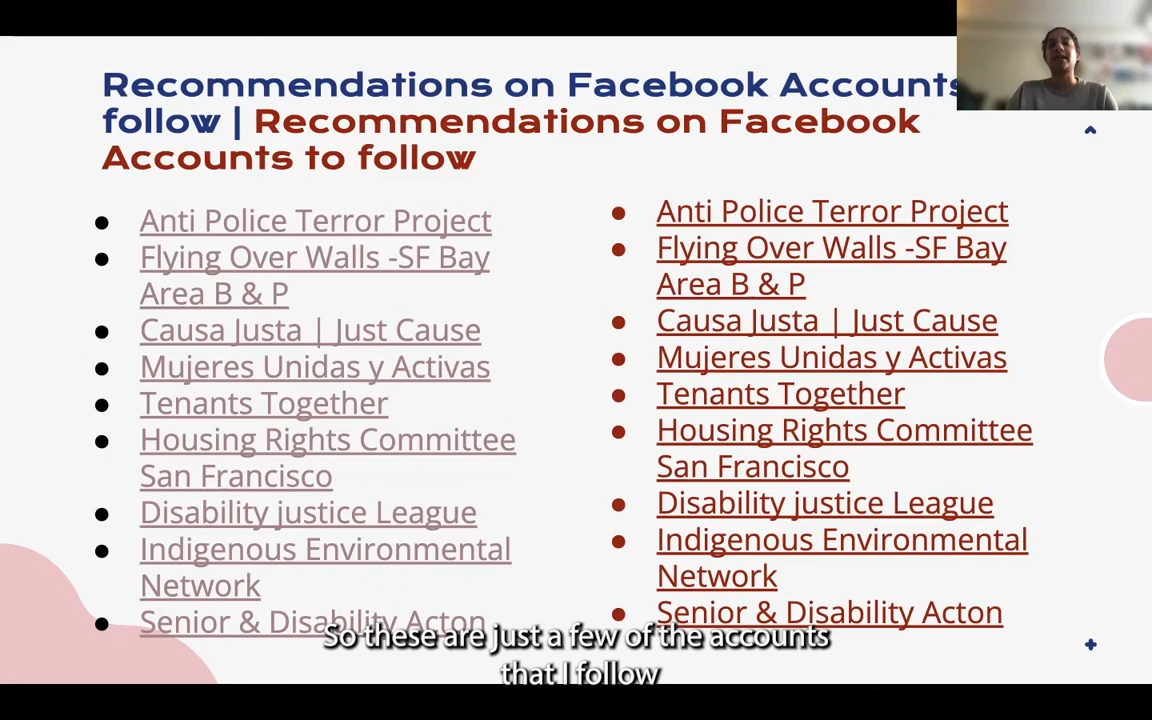 Recommendations on Facebook Accounts
follow | Recommendations on Facebook
Accounts to follow
Anti Police Terror Project
Flying Over Walls -SF Bay
Area B & P
Causa Justa | Just Cause
Mujeres Unidas y Activas
Tenants Together
Housing Rights Committee
San Francisco
Disability justice League
Indigenous Environmental
Network
Senior & Disability Acton
Anti Police Terror Project
Flying Over Walls -SF Bay
Area B & P
Causa Justa | Just Cause
Mujeres Unidas y Activas
Tenants Together
Housing Rights Committee
San Francisco
Disability justice League
Indigenous Environmental
Network
Senior & Disability Acton
So these are just a few of the accounts
that I follow